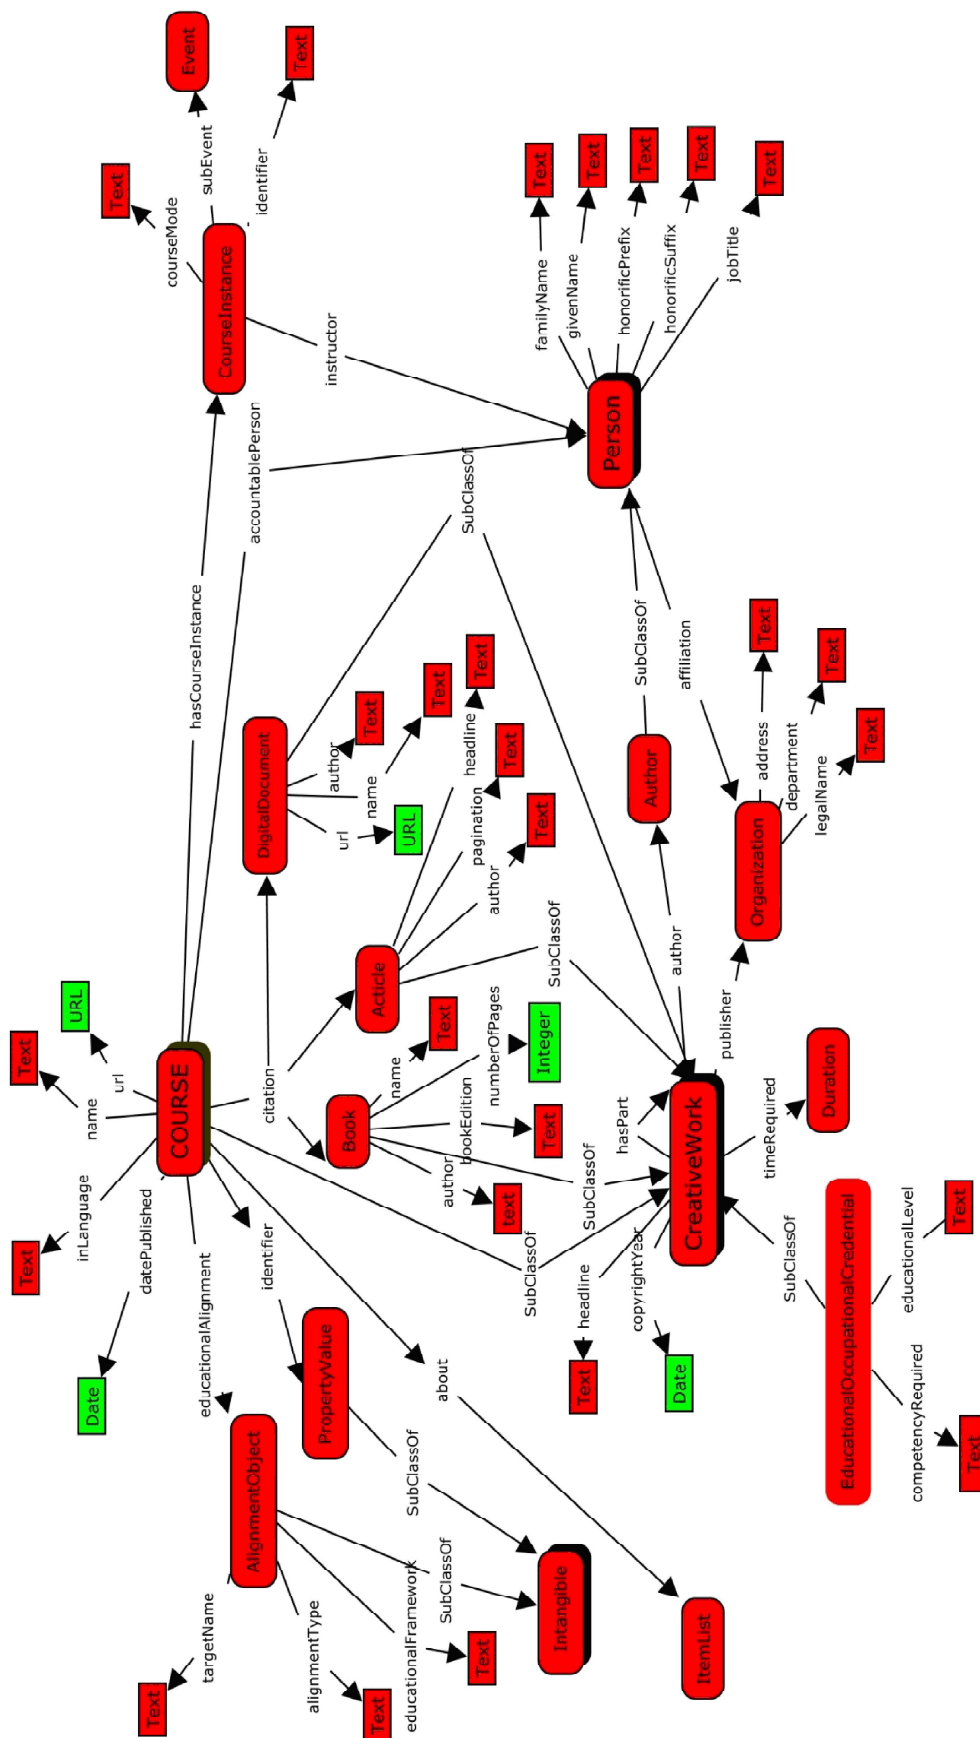 Text
Text
Text
inLanguage
URL
name
Date
url
Text
datePublished
Text
courseMode
COURSE
Event
Text
targetName
educationalAlignment
hasCourseInstance
subEvent
CourseInstance
AlignmentObject
identifier
accountablePerson
identifier
Text
DigitalDocument
citation
alignmentType
PropertyValue
author
instructor
url
Book
Text
Text
Acticle
name
educationalFramework
SubClassOf
name
URL
Text
SubClassOf
about
author
Text
headline
Text
SubClassOf
Text
bookEdition
pagination
text
numberOfPages
author
Text
SubClassOf
Text
Integer
Text
SubClassOf
Text
familyName
Intangible
SubClassOf
givenName
Text
Text
headline
Person
hasPart
honorificPrefix
Text
copyrightYear
SubClassOf
Author
honorificSuffix
Text
Date
CreativeWork
author
affiliation
ItemList
publisher
jobTitle
Text
Organization
address
Text
timeRequired
SubClassOf
department
Duration
legalName
Text
EducationalOccupationalCredential
Text
competencyRequired
educationalLevel
Text
Text